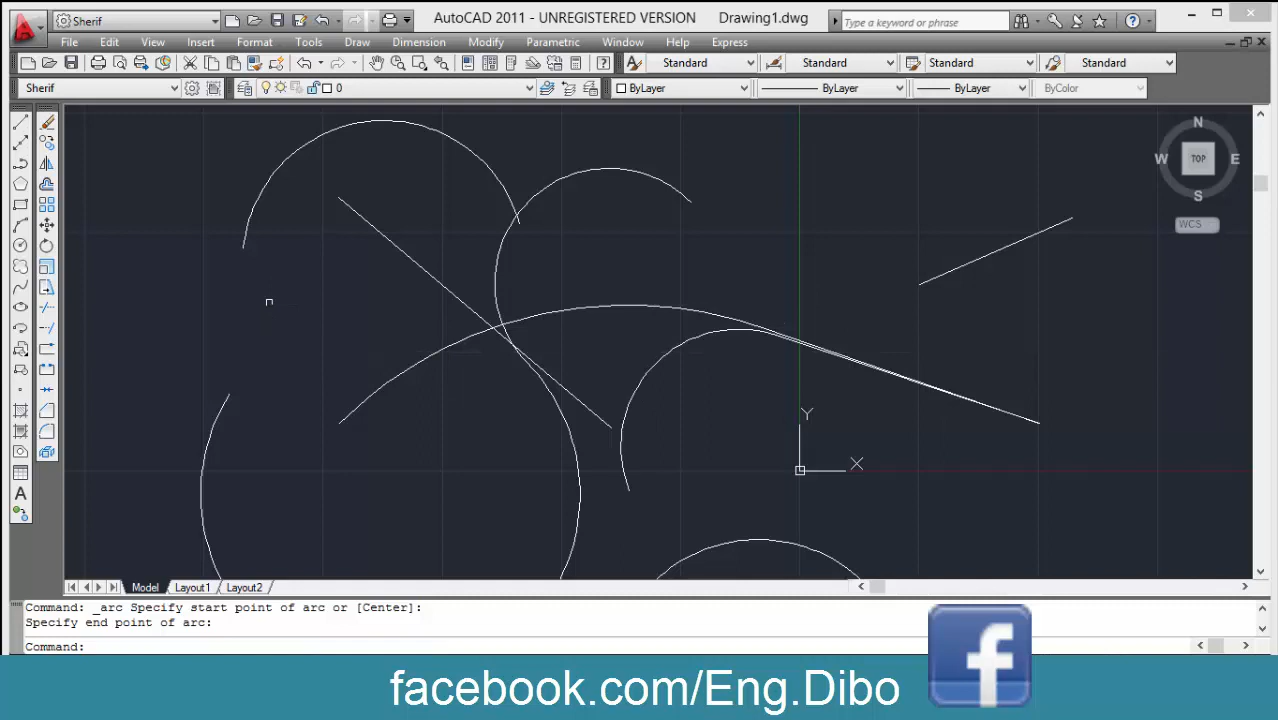 Sherif
AutoCAD 2011 - UNREGISTERED VERSION Drawing1.dwg
Type a keyword or phrase
File Edit View Insert Format Tools Draw Dimension Modify Parametric Window Help Express
Standard Standard Standard Standard
Sherif 0 ByLayer ByLayer ByLayer ByColor
N
W TOP E
S
WCS
Y
X
A
Model Layout1 Layout2
Command: _arc Specify start point of arc or [Center]:
Specify end point of arc:
Command:
f
facebook.com/Eng.Dibo